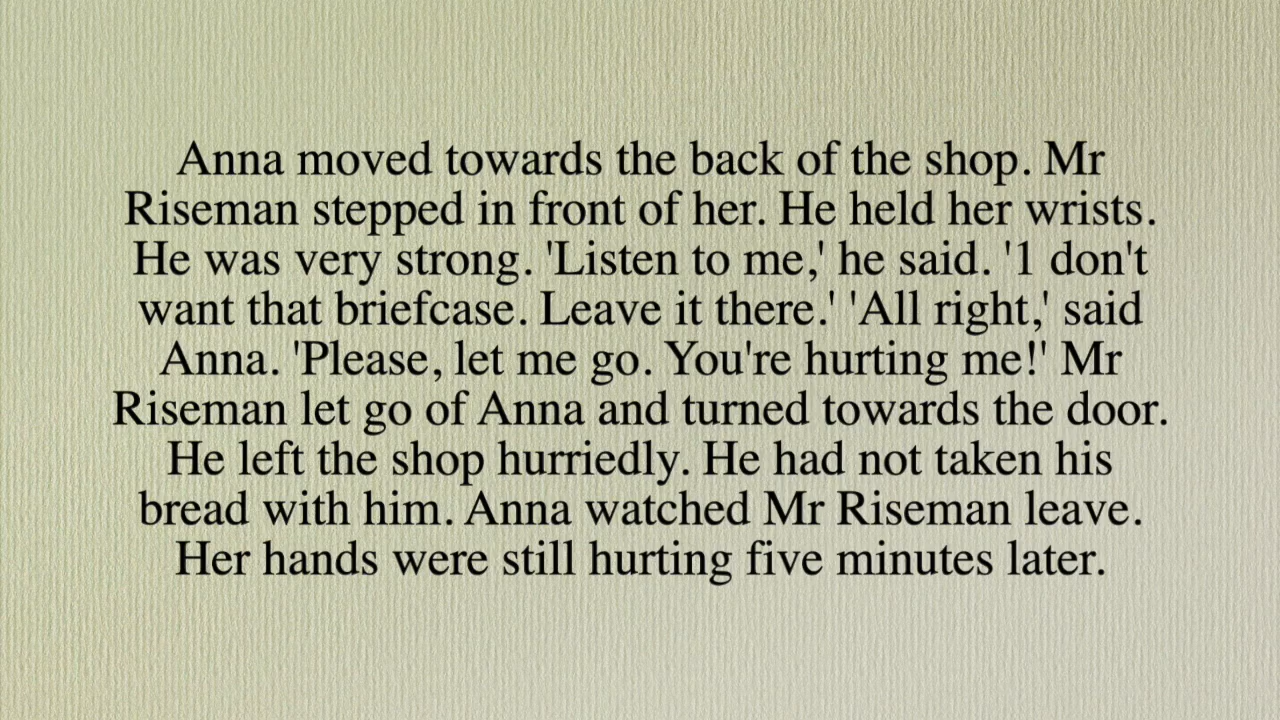 Anna moved towards the back of the shop. Mr
Riseman stepped in front of her. He held her wrists.
He was very strong. 'Listen to me,' he said. '1 don't
want that briefcase. Leave it there.' 'All right,' said
Anna. 'Please, let me go. You're hurting me!' Mr
Riseman let go of Anna and turned towards the door.
He left the shop hurriedly. He had not taken his
bread with him. Anna watched Mr Riseman leave.
Her hands were still hurting five minutes later.